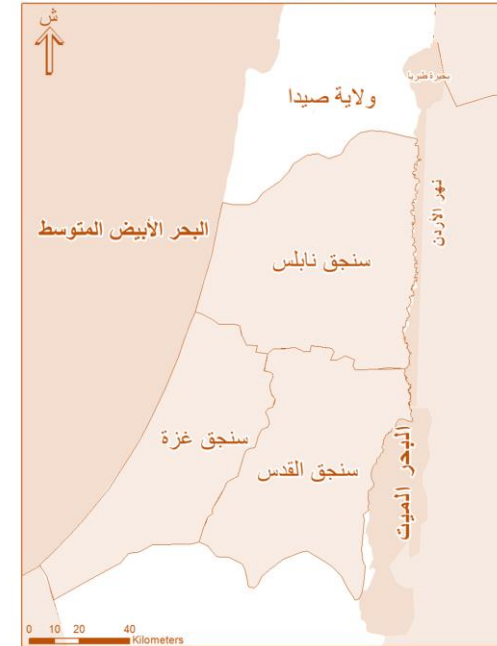 ش
بحيرة طبريا
ولاية صيدا
نهر الأردن
البحر الأبيض المتوسط
سنجق نابلس
سنجق غزة
سنجق القدس
البحر الميت
0 10 20 40
Kilometers